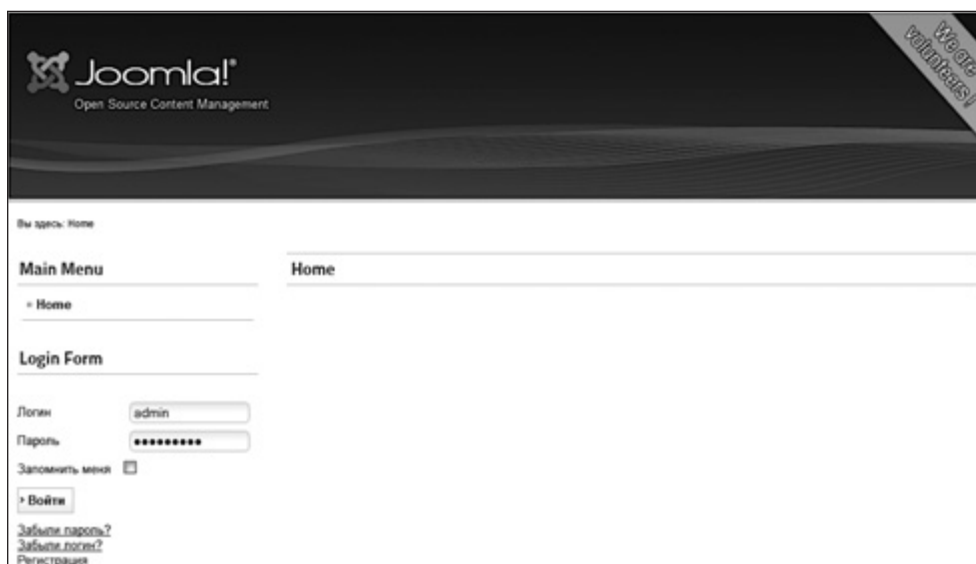 Joomla!®
Open Source Content Management
We are
volunteers!
Вы здесь: Home
Main Menu
Home
Home
Login Form
Логин
admin
Пароль
•••••••••
Запомнить меня
Войти
Забыли пароль?
Забыли логин?
Регистрация